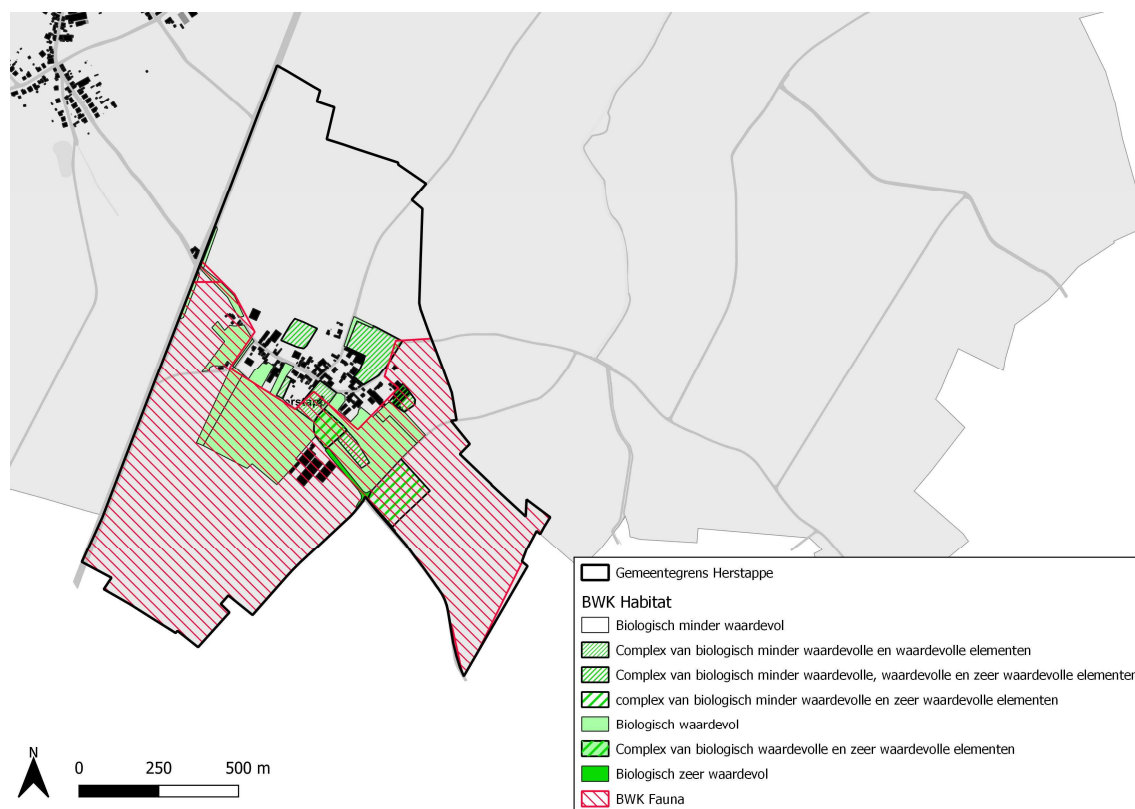 Gemeentegrens Herstappe
BWK Habitat
Biologisch minder waardevol
Complex van biologisch minder waardevolle en waardevolle elementen
Complex van biologisch minder waardevolle, waardevolle en zeer waardevolle elementen
complex van biologisch minder waardevolle en zeer waardevolle elementen
Biologisch waardevol
Complex van biologisch waardevolle en zeer waardevolle elementen
Biologisch zeer waardevol
BWK Fauna
N
0 250 500 m